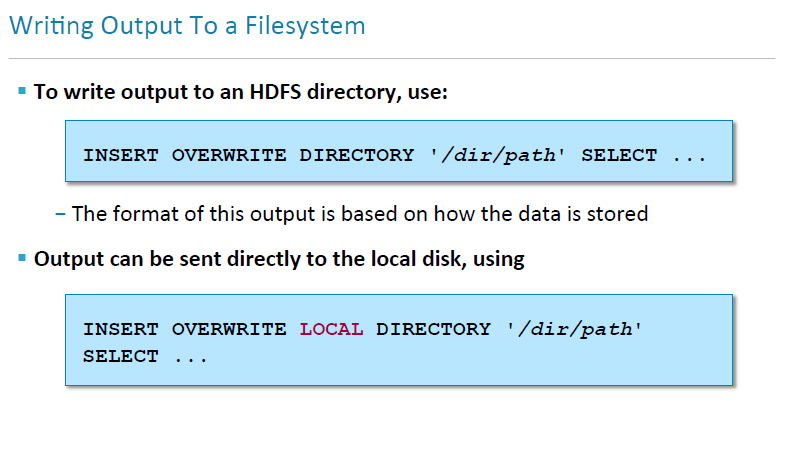 Writing Output To a Filesystem
▪ To write output to an HDFS directory, use:
INSERT OVERWRITE DIRECTORY '/dir/path' SELECT ...
– The format of this output is based on how the data is stored
▪ Output can be sent directly to the local disk, using
INSERT OVERWRITE LOCAL DIRECTORY '/dir/path'
SELECT ...